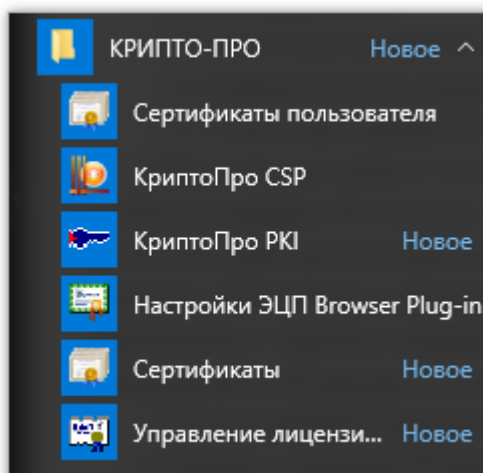 КРИПТО-ПРО Новое
Сертификаты пользователя
КриптоПро CSP
КриптоПро PKI Новое
Настройки ЭЦП Browser Plug-in
Сертификаты Новое
Управление лицензи... Новое